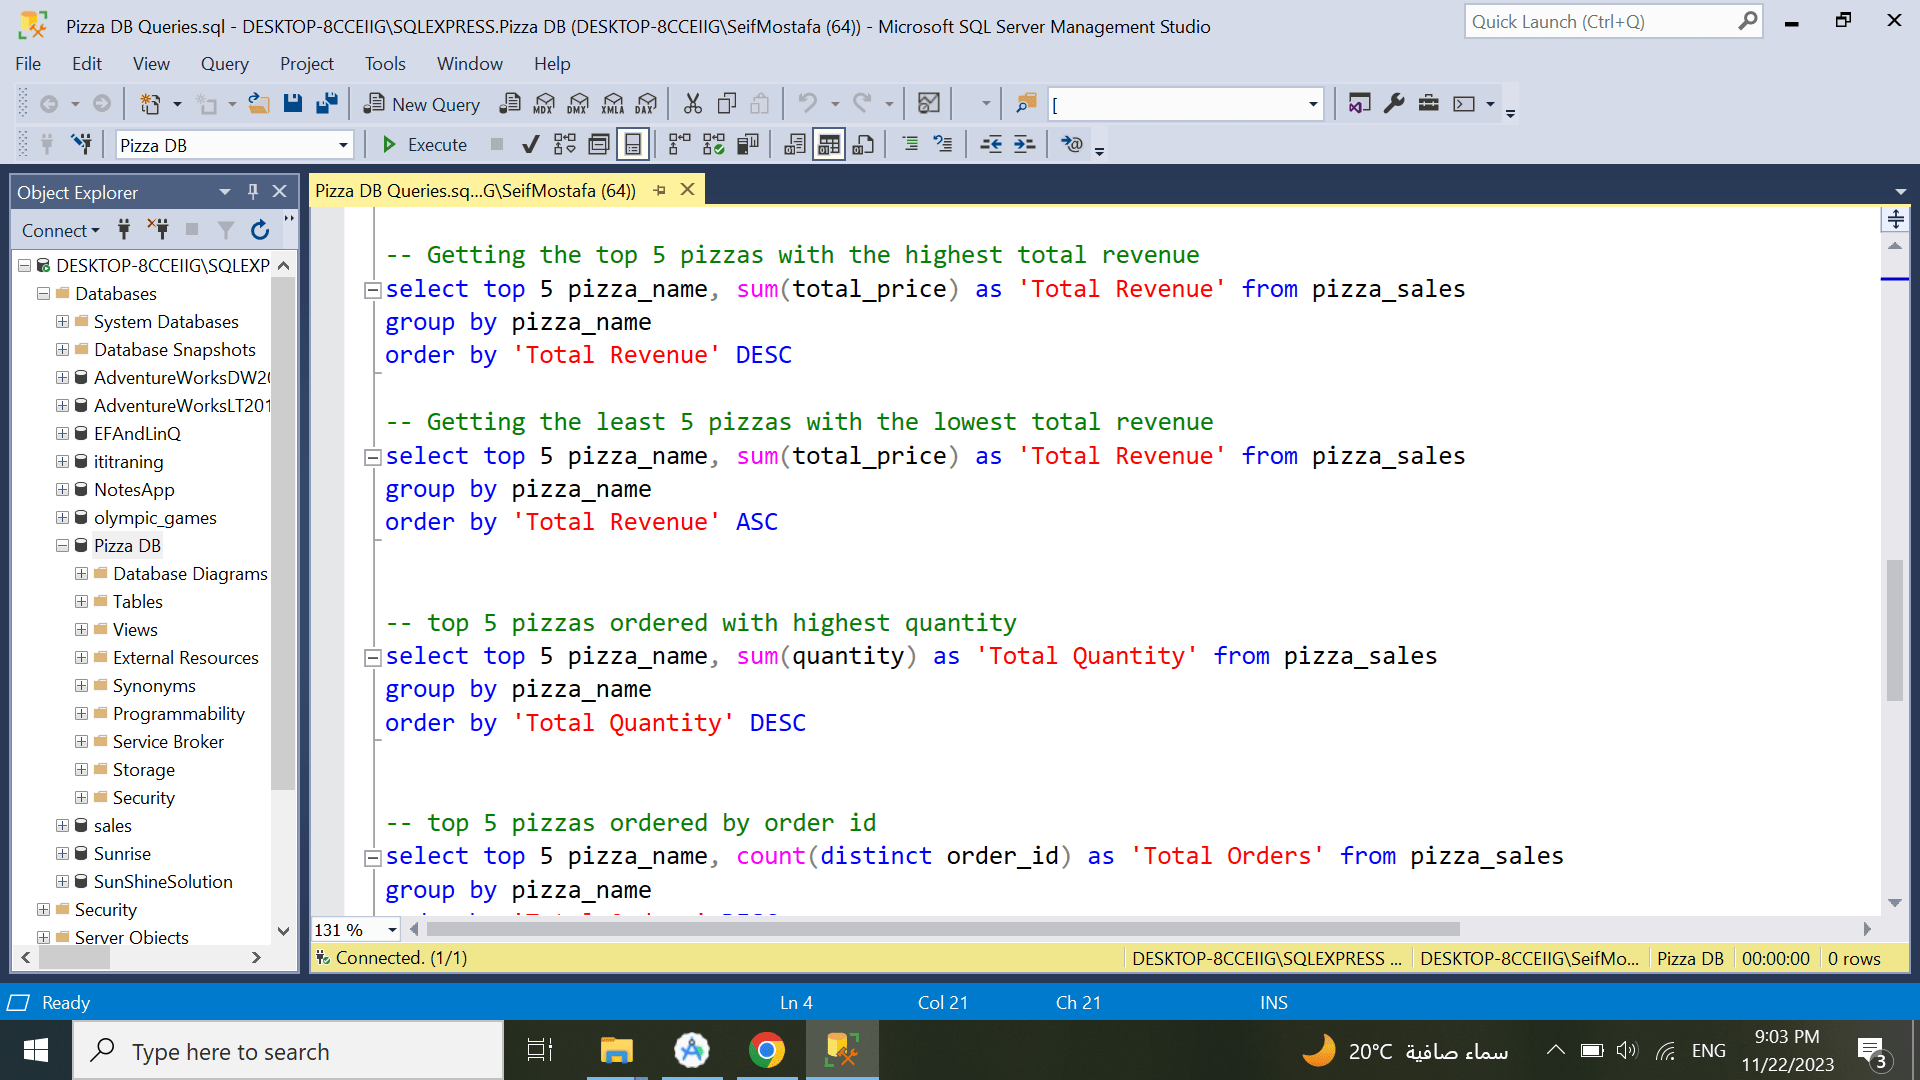 Pizza DB Queries.sql - DESKTOP-8CCEIIG\SQLEXPRESS.Pizza DB (DESKTOP-8CCEIIG\SeifMostafa (64)) - Microsoft SQL Server Management Studio
Quick Launch (Ctrl+Q)
File Edit View Query Project Tools Window Help
New Query MDX DMX XMLA DAX [
Pizza DB Execute
Object Explorer
Connect
DESKTOP-8CCEIIG\SQLEXP
Databases
System Databases
Database Snapshots
AdventureWorksDW20
AdventureWorksLT201
EFAndLinQ
ititraning
NotesApp
olympic_games
Pizza DB
Database Diagrams
Tables
Views
External Resources
Synonyms
Programmability
Service Broker
Storage
Security
sales
Sunrise
SunShineSolution
Security
Server Objects
Pizza DB Queries.sq...G\SeifMostafa (64))
-- Getting the top 5 pizzas with the highest total revenue
select top 5 pizza_name, sum(total_price) as 'Total Revenue' from pizza_sales
group by pizza_name
order by 'Total Revenue' DESC
-- Getting the least 5 pizzas with the lowest total revenue
select top 5 pizza_name, sum(total_price) as 'Total Revenue' from pizza_sales
group by pizza_name
order by 'Total Revenue' ASC
-- top 5 pizzas ordered with highest quantity
select top 5 pizza_name, sum(quantity) as 'Total Quantity' from pizza_sales
group by pizza_name
order by 'Total Quantity' DESC
-- top 5 pizzas ordered by order id
select top 5 pizza_name, count(distinct order_id) as 'Total Orders' from pizza_sales
group by pizza_name
131 %
Connected. (1/1) DESKTOP-8CCEIIG\SQLEXPRESS ... DESKTOP-8CCEIIG\SeifMo... Pizza DB 00:00:00 0 rows
Ready Ln 4 Col 21 Ch 21 INS
Type here to search
20°C سماء صافية
ENG
9:03 PM
11/22/2023
3